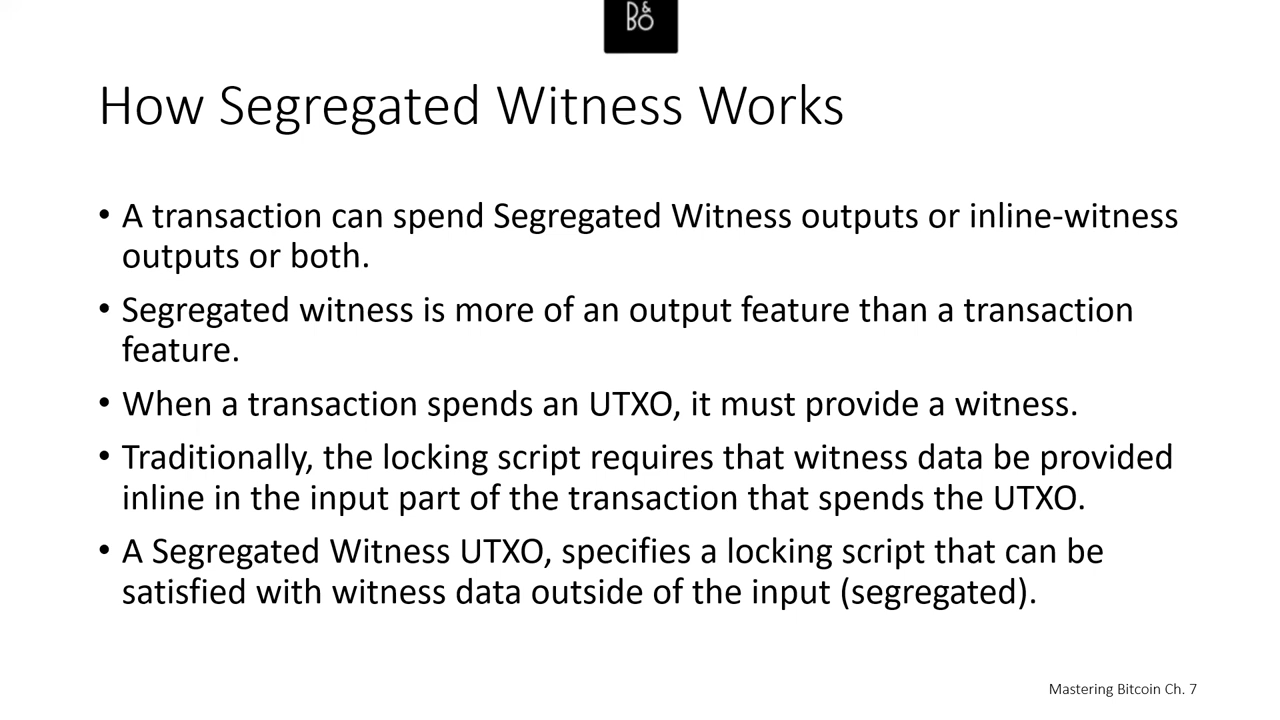 B&O
How Segregated Witness Works
• A transaction can spend Segregated Witness outputs or inline-witness
outputs or both.
• Segregated witness is more of an output feature than a transaction
feature.
• When a transaction spends an UTXO, it must provide a witness.
• Traditionally, the locking script requires that witness data be provided
inline in the input part of the transaction that spends the UTXO.
• A Segregated Witness UTXO, specifies a locking script that can be
satisfied with witness data outside of the input (segregated).
Mastering Bitcoin Ch. 7